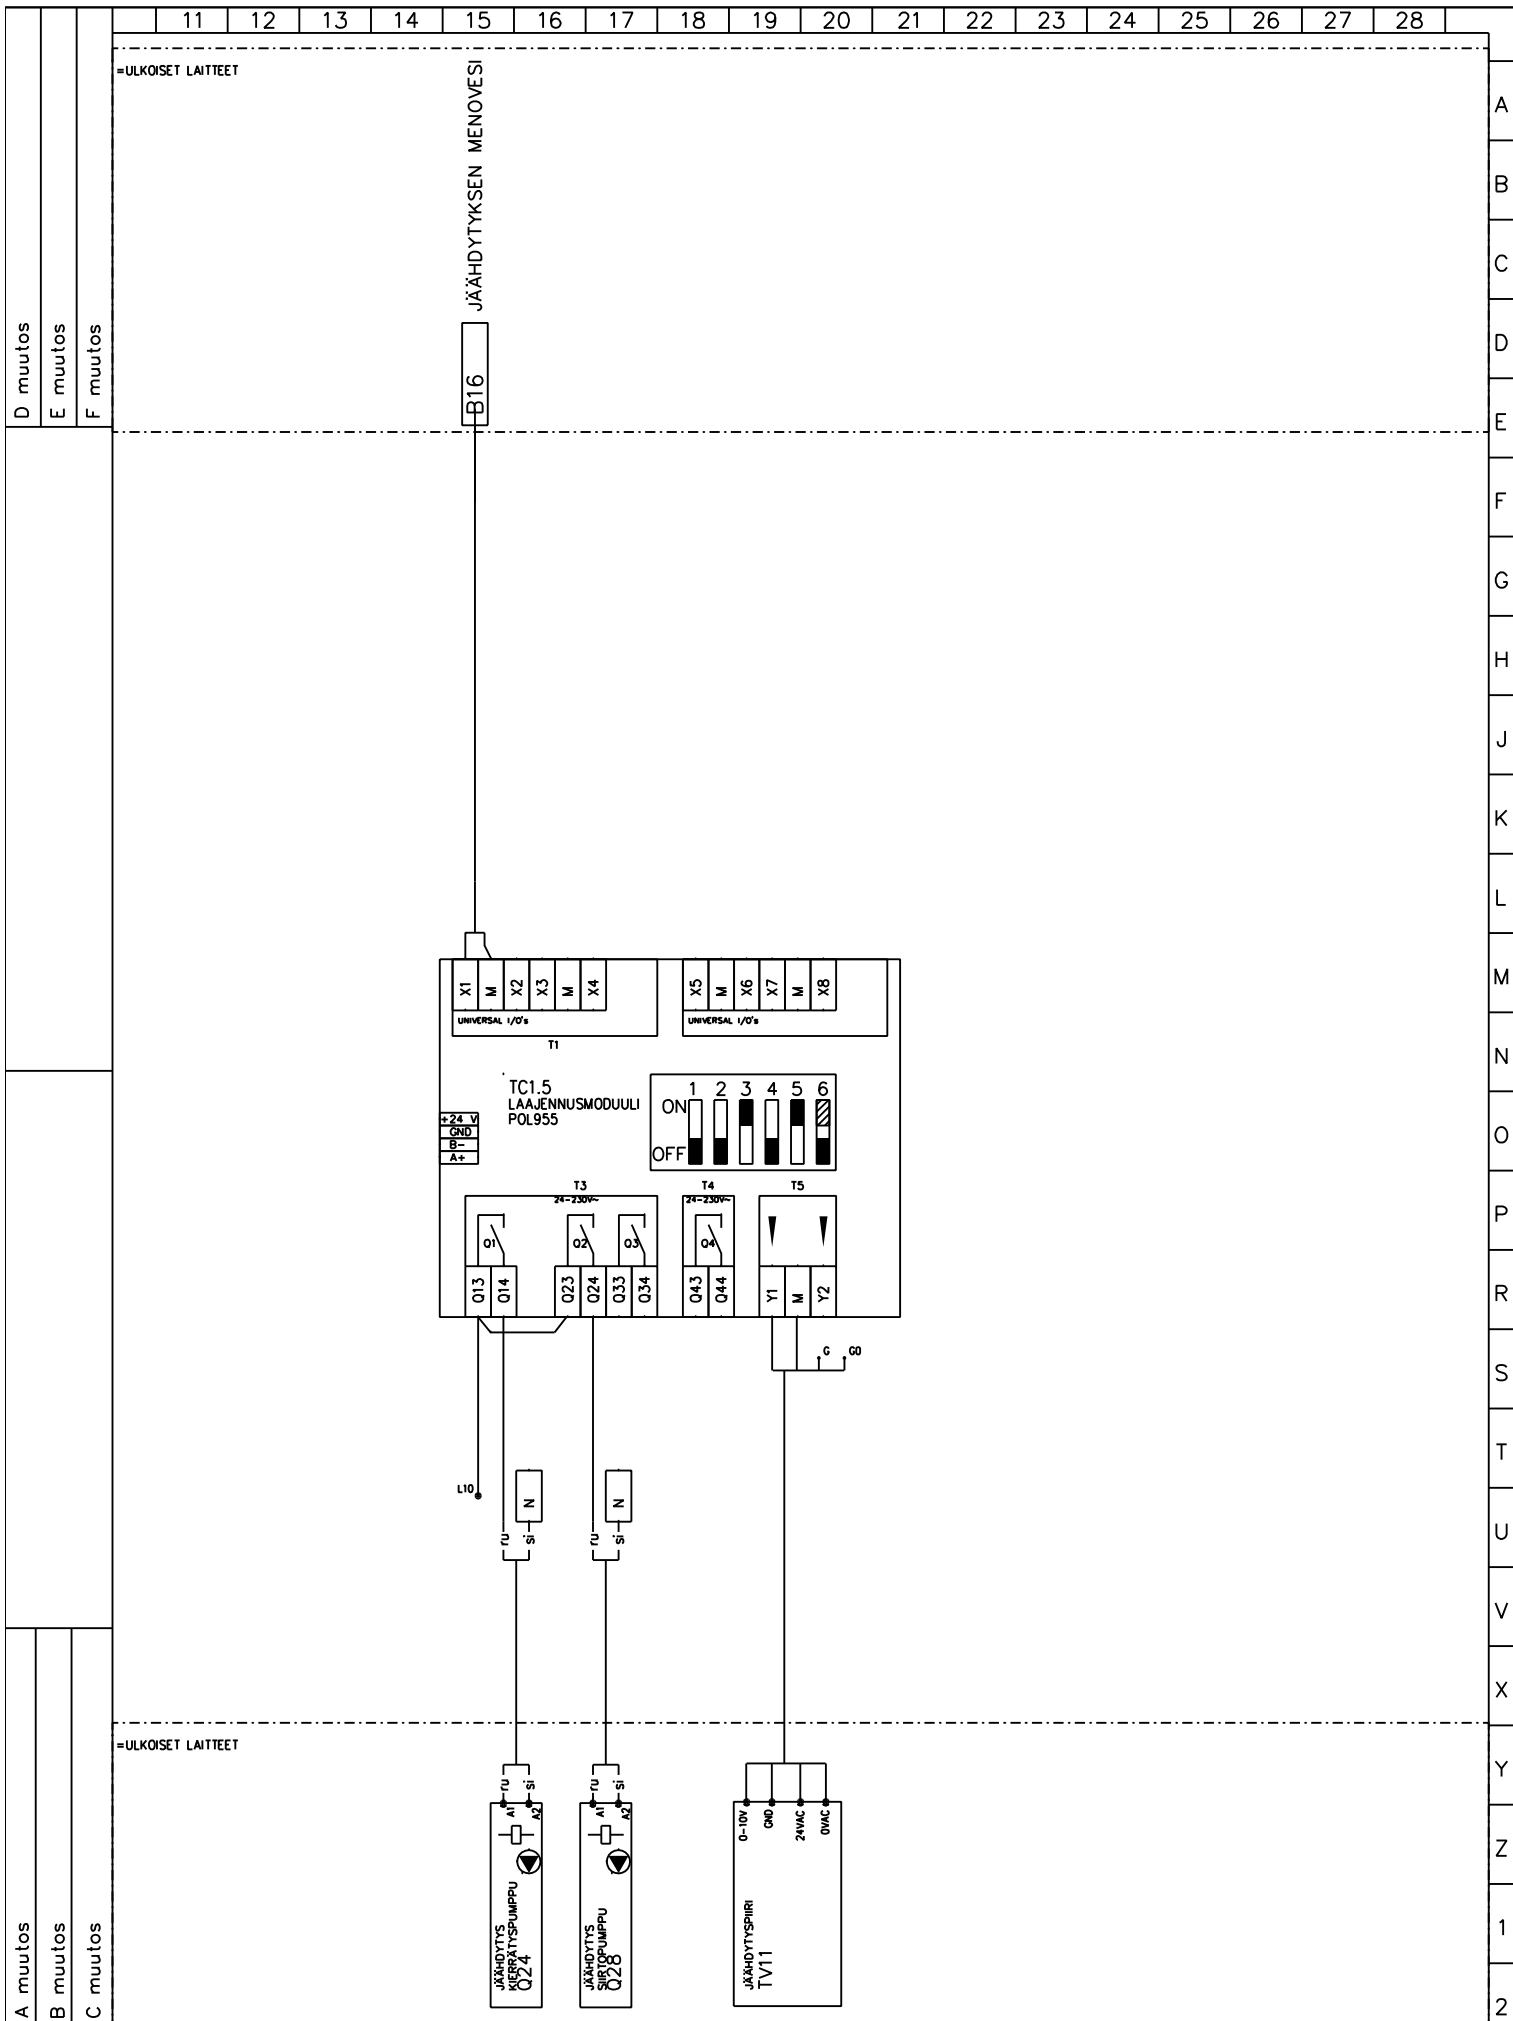 11 12 13 14 15 16 17 18 19 20 21 22 23 24 25 26 27 28
=ULKOISET LAITTEET
JÄÄHDYTYKSEN MENOVESI
B16
D muutos
E muutos
F muutos
A
B
C
D
E
F
G
H
J
K
L
M
N
O
P
R
S
T
U
V
X
Y
Z
1
2
X1 M X2 X3 M X4
UNIVERSAL I/O's
T1
X5 M X6 X7 M X8
UNIVERSAL I/O's
TC1.5
LAAJENNUSMODUULI
POL955
1 2 3 4 5 6
ON
OFF
+24 V
GND
B-
A+
T3
24-230V~
T4
24-230V~
T5
Q1
Q2
Q3
Q4
Q13 Q14 Q23 Q24 Q33 Q34 Q43 Q44 Y1 M Y2
G G0
L10
N
N
ru si
ru si
=ULKOISET LAITTEET
ru si
ru si
A1 A2
A1 A2
0-10V GND 24VAC 0VAC
JÄÄHDYTYS
KIERRÄTYSPUMPPU
Q24
JÄÄHDYTYS
SIIRTOPUMPPU
Q28
JÄÄHDYTYSPIIRI
TV11
A muutos
B muutos
C muutos